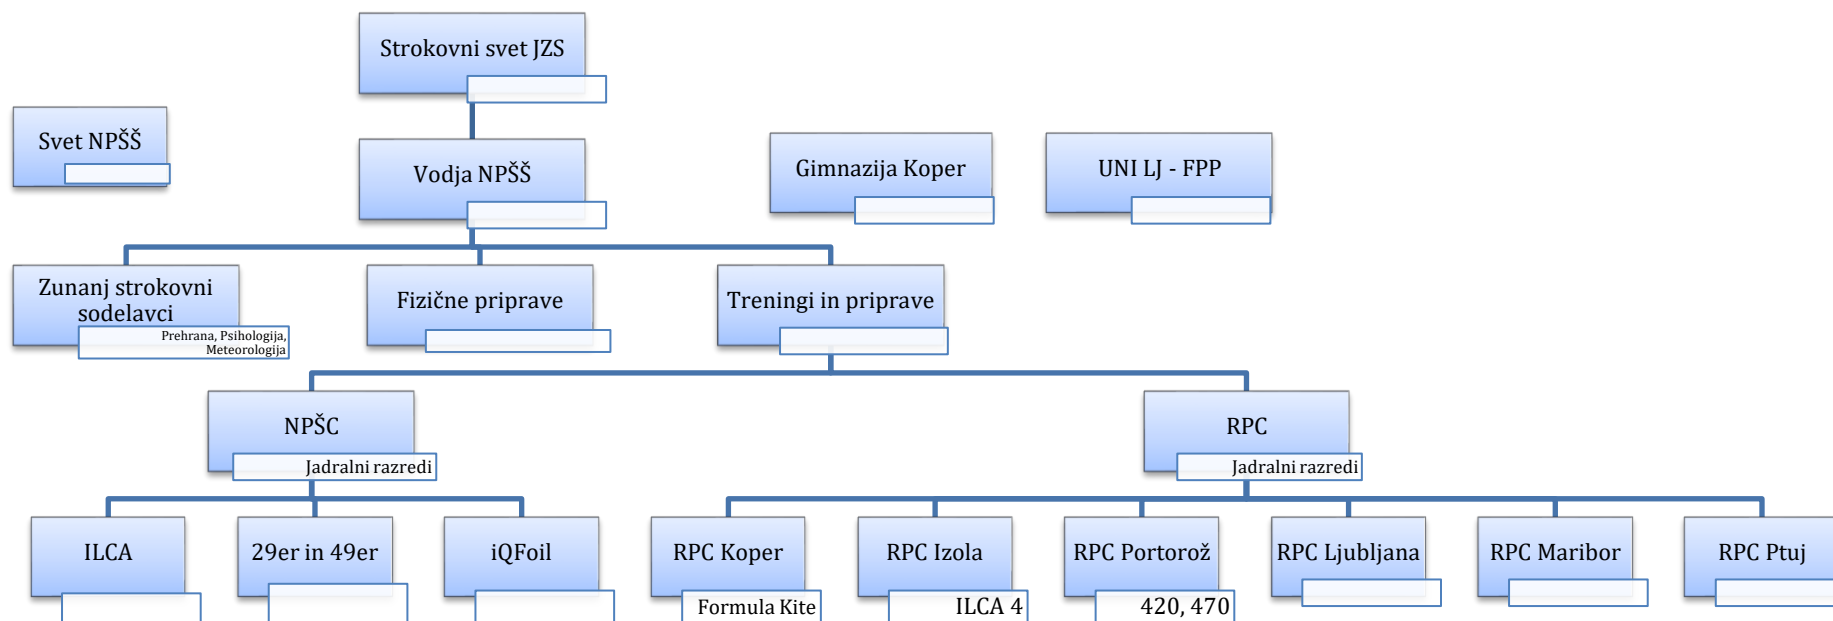 Strokovni svet JZS
Svet NPŠŠ
Vodja NPŠŠ
Gimnazija Koper
UNI LJ - FPP
Zunanj strokovni
sodelavci
Prehrana, Psihologija,
Meteorologija
Fizične priprave
Treningi in priprave
NPŠC
Jadralni razredi
RPC
Jadralni razredi
ILCA
29er in 49er
iQFoil
RPC Koper
Formula Kite
RPC Izola
ILCA 4
RPC Portorož
420, 470
RPC Ljubljana
RPC Maribor
RPC Ptuj